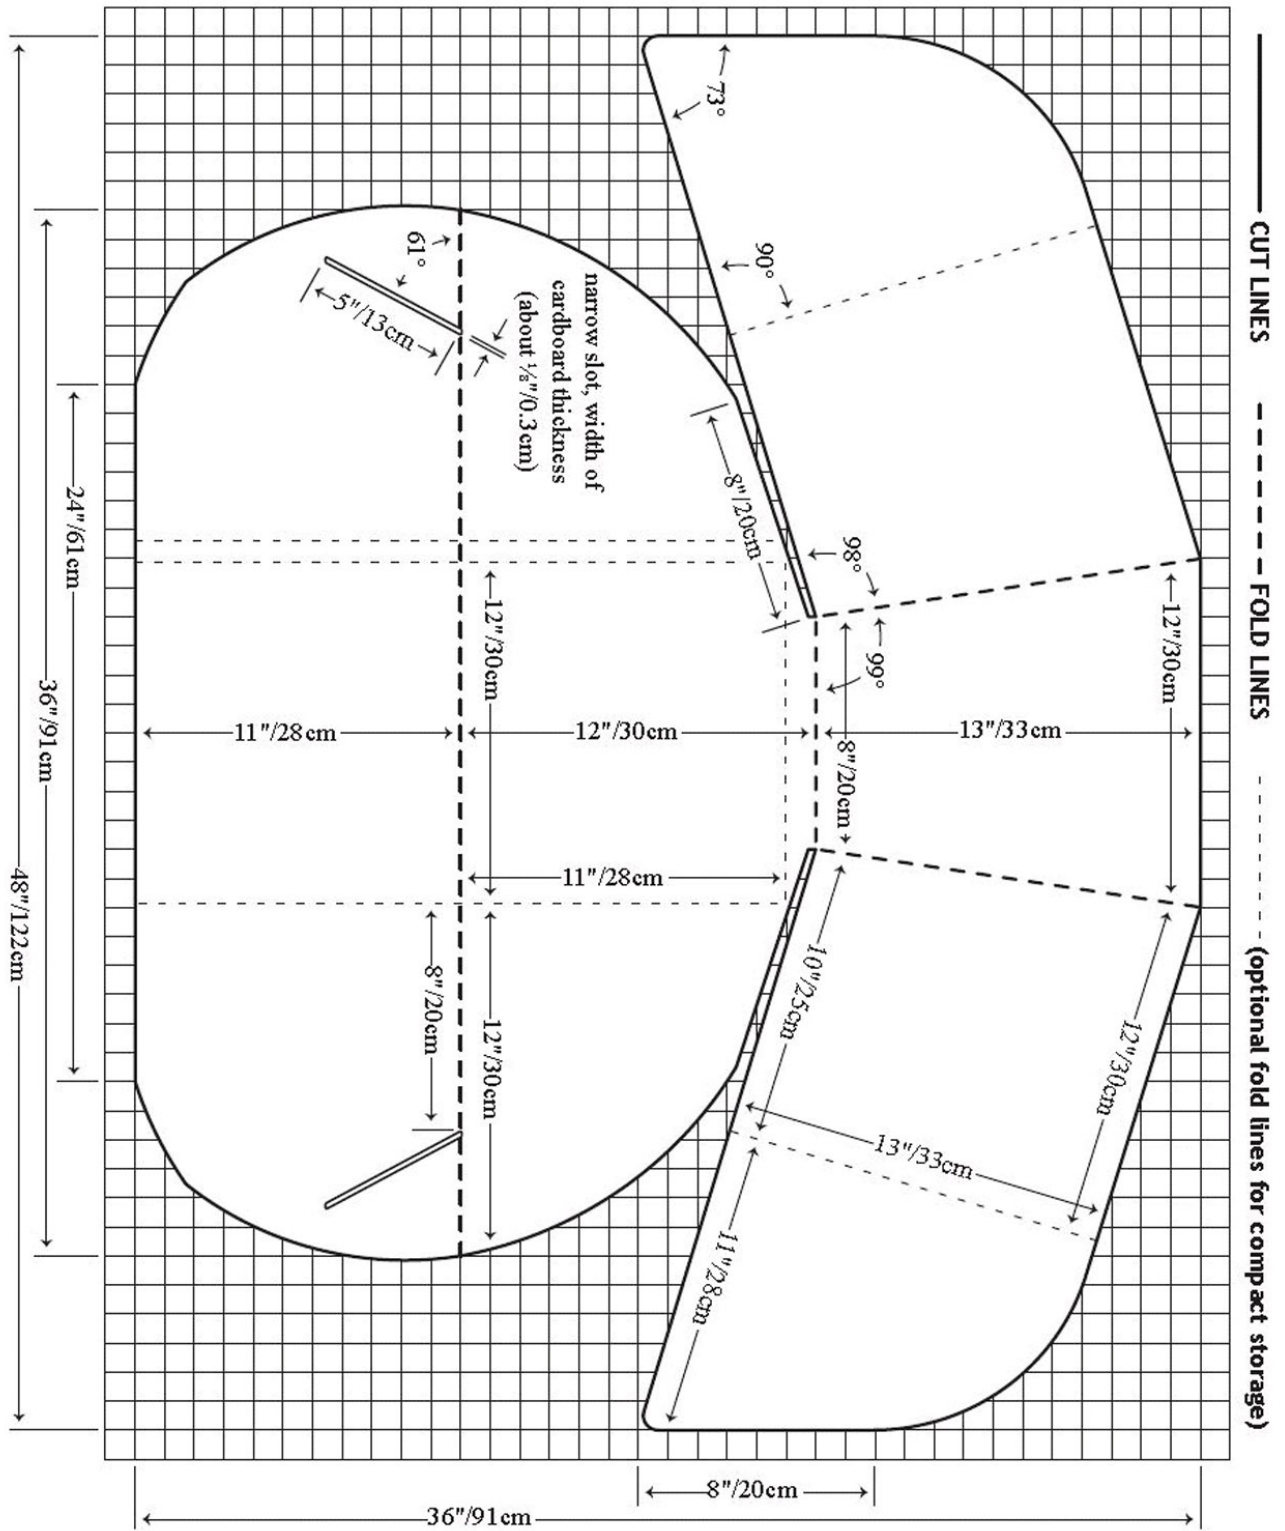 CUT LINES
FOLD LINES
(optional fold lines for compact storage)
73°
90°
61°
5"/13cm
narrow slot, width of
cardboard thickness
(about ⅛"/0.3cm)
8"/20cm
98°
99°
12"/30cm
12"/30cm
24"/61cm
36"/91cm
48"/122cm
11"/28cm
12"/30cm
13"/33cm
8"/20cm
11"/28cm
8"/20cm
12"/30cm
10"/25cm
12"/30cm
13"/33cm
11"/28cm
8"/20cm
36"/91cm